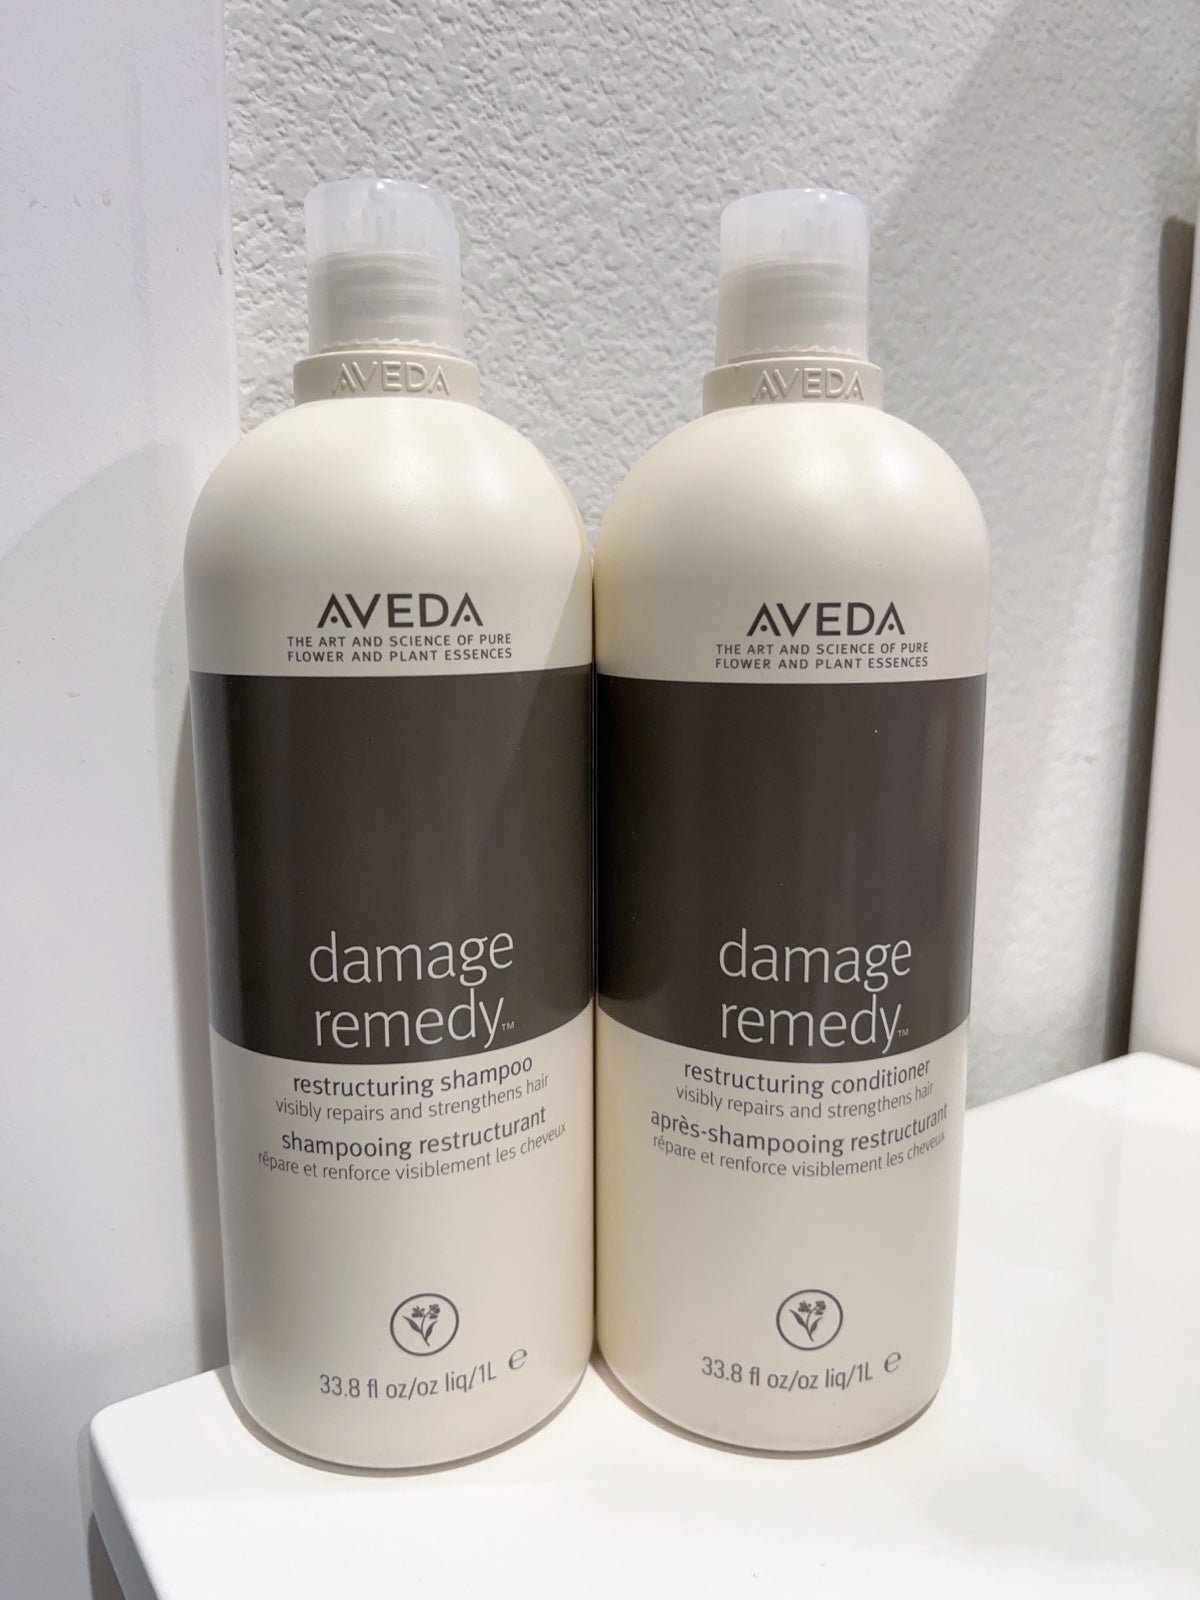 AVEDA
AVEDA
THE ART AND SCIENCE OF PURE
FLOWER AND PLANT ESSENCES
damage
remedy™
restructuring shampoo
visibly repairs and strengthens hair
shampooing restructurant
répare et renforce visiblement les cheveux
33.8 fl oz/oz liq/1L ℮
AVEDA
AVEDA
THE ART AND SCIENCE OF PURE
FLOWER AND PLANT ESSENCES
damage
remedy™
restructuring conditioner
visibly repairs and strengthens hair
après-shampooing restructurant
répare et renforce visiblement les cheveux
33.8 fl oz/oz liq/1L ℮